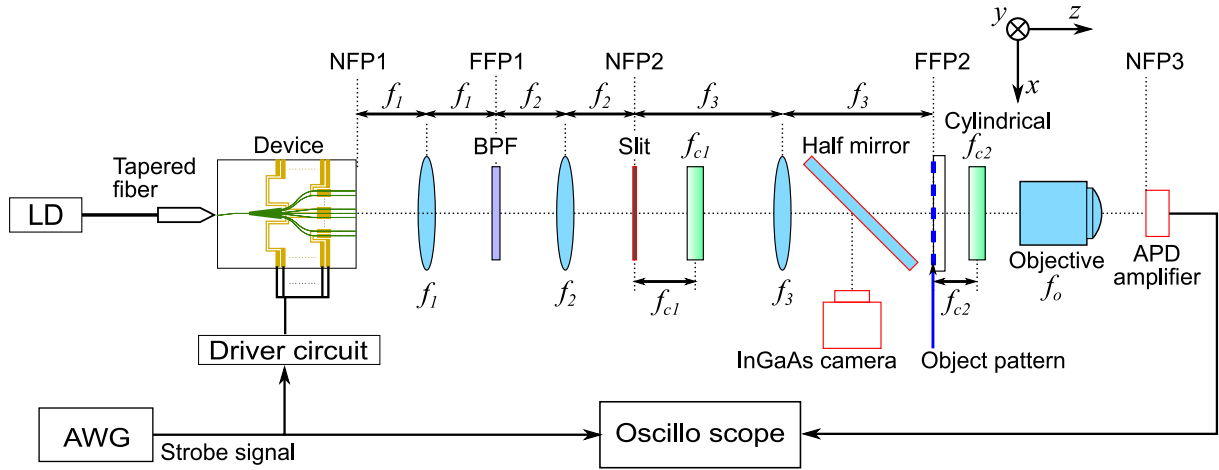 y
z
x
NFP1
FFP1
NFP2
FFP2
NFP3
f1
f1
f2
f2
f3
f3
Cylindrical
Device
BPF
Slit
fc1
Half mirror
fc2
Tapered
fiber
LD
f1
f2
fc1
f3
fc2
Objective
fo
APD
amplifier
InGaAs camera
Object pattern
Driver circuit
AWG
Strobe signal
Oscillo scope